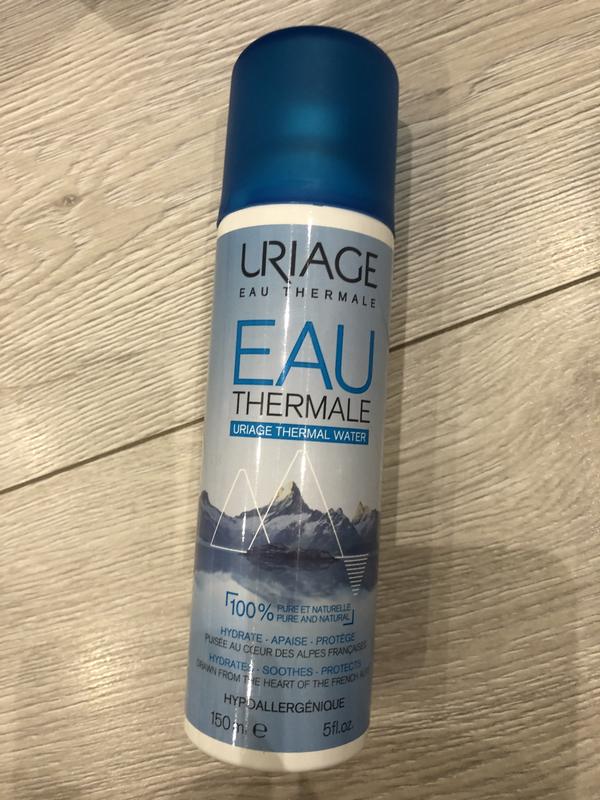 URIAGE
EAU THERMALE
EAU
THERMALE
URIAGE THERMAL WATER
100% PURE ET NATURELLE
PURE AND NATURAL
HYDRATE - APAISE - PROTÈGE
PUISÉE AU CŒUR DES ALPES FRANÇAISES
HYDRATES - SOOTHES - PROTECTS
DRAWN FROM THE HEART OF THE FRENCH
HYPOALLERGÉNIQUE
150 ml e 5fl.oz.